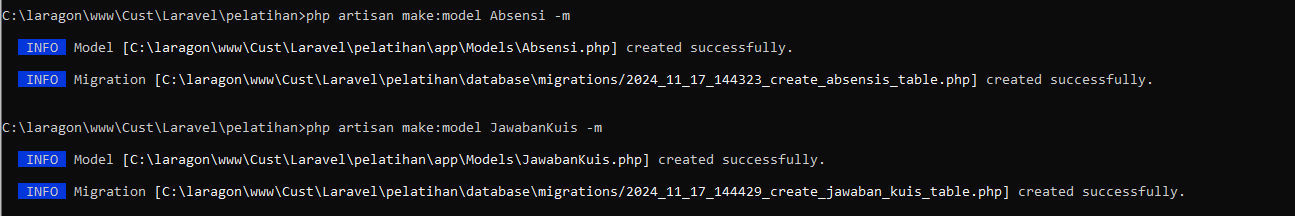 C:\laragon\www\Cust\Laravel\pelatihan>php artisan make:model Absensi -m
INFO Model [C:\laragon\www\Cust\Laravel\pelatihan\app\Models\Absensi.php] created successfully.
INFO Migration [C:\laragon\www\Cust\Laravel\pelatihan\database\migrations/2024_11_17_144323_create_absensis_table.php] created successfully.
C:\laragon\www\Cust\Laravel\pelatihan>php artisan make:model JawabanKuis -m
INFO Model [C:\laragon\www\Cust\Laravel\pelatihan\app\Models\JawabanKuis.php] created successfully.
INFO Migration [C:\laragon\www\Cust\Laravel\pelatihan\database\migrations/2024_11_17_144429_create_jawaban_kuis_table.php] created successfully.